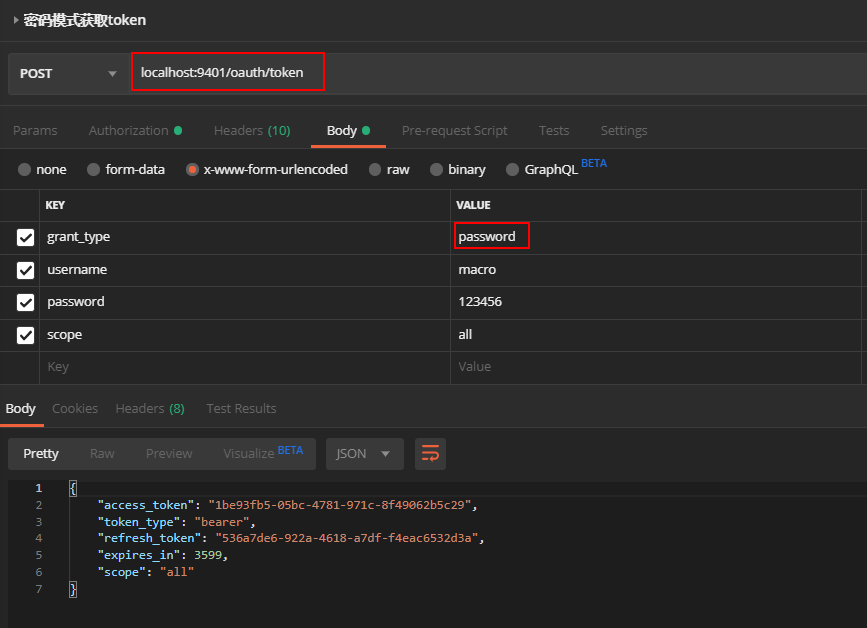 密码模式获取token
POST localhost:9401/oauth/token
Params Authorization Headers (10) Body Pre-request Script Tests Settings
none form-data x-www-form-urlencoded raw binary GraphQL BETA
KEY VALUE
grant_type password
username macro
password 123456
scope all
Key Value
Body Cookies Headers (8) Test Results
Pretty Raw Preview Visualize BETA JSON
1 {
2 "access_token": "1be93fb5-05bc-4781-971c-8f49062b5c29",
3 "token_type": "bearer",
4 "refresh_token": "536a7de6-922a-4618-a7df-f4eac6532d3a",
5 "expires_in": 3599,
6 "scope": "all"
7 }